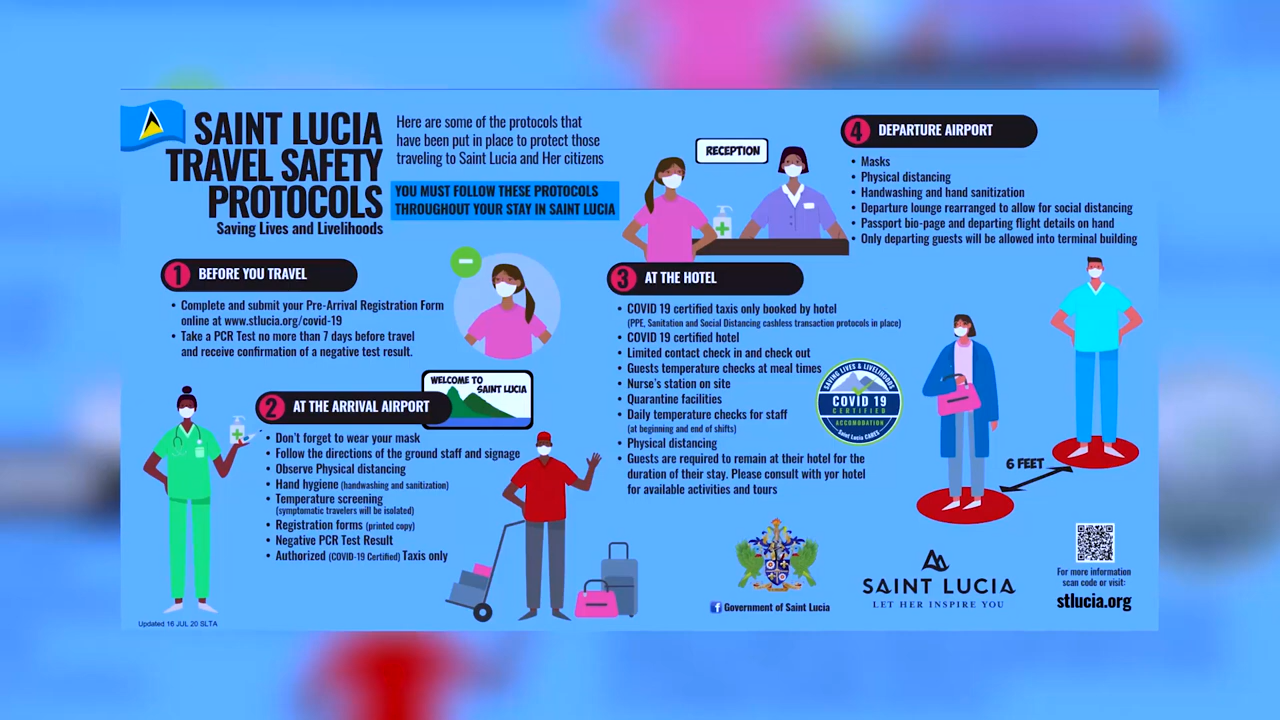 SAINT LUCIA
TRAVEL SAFETY
PROTOCOLS
Saving Lives and Livelihoods
Here are some of the protocols that
have been put in place to protect those
traveling to Saint Lucia and Her citizens
YOU MUST FOLLOW THESE PROTOCOLS
THROUGHOUT YOUR STAY IN SAINT LUCIA
1 BEFORE YOU TRAVEL
• Complete and submit your Pre-Arrival Registration Form
online at www.stlucia.org/covid-19
• Take a PCR Test no more than 7 days before travel
and receive confirmation of a negative test result.
WELCOME TO
SAINT LUCIA
2 AT THE ARRIVAL AIRPORT
• Don't forget to wear your mask
• Follow the directions of the ground staff and signage
• Observe Physical distancing
• Hand hygiene (handwashing and sanitization)
• Temperature screening
(symptomatic travelers will be isolated)
• Registration forms (printed copy)
• Negative PCR Test Result
• Authorized (COVID-19 Certified) Taxis only
Updated 16 JUL 20 SLTA
RECEPTION
3 AT THE HOTEL
• COVID 19 certified taxis only booked by hotel
(PPE, Sanitation and Social Distancing cashless transaction protocols in place)
• COVID 19 certified hotel
• Limited contact check in and check out
• Guests temperature checks at meal times
• Nurse's station on site
• Quarantine facilities
• Daily temperature checks for staff
(at beginning and end of shifts)
• Physical distancing
• Guests are required to remain at their hotel for the
duration of their stay. Please consult with yor hotel
for available activities and tours
SAVING LIVES & LIVELIHOODS
COVID 19
CERTIFIED
ACCOMODATION
Saint Lucia CARES
4 DEPARTURE AIRPORT
• Masks
• Physical distancing
• Handwashing and hand sanitization
• Departure lounge rearranged to allow for social distancing
• Passport bio-page and departing flight details on hand
• Only departing guests will be allowed into terminal building
6 FEET
f Government of Saint Lucia
SAINT LUCIA
LET HER INSPIRE YOU
For more information
scan code or visit:
stlucia.org